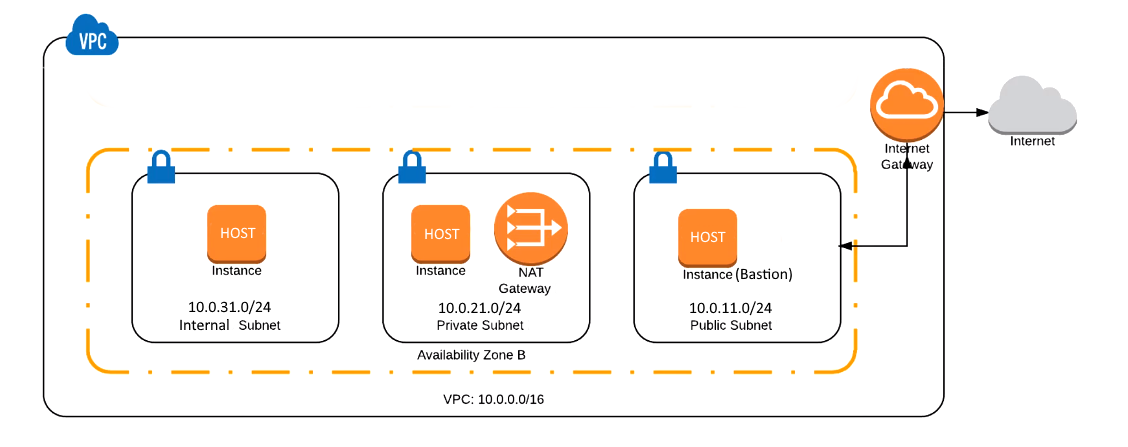 VPC
Internet
Gateway
Internet
HOST
Instance
10.0.31.0/24
Internal Subnet
HOST
Instance
NAT
Gateway
10.0.21.0/24
Private Subnet
HOST
Instance (Bastion)
10.0.11.0/24
Public Subnet
Availability Zone B
VPC: 10.0.0.0/16